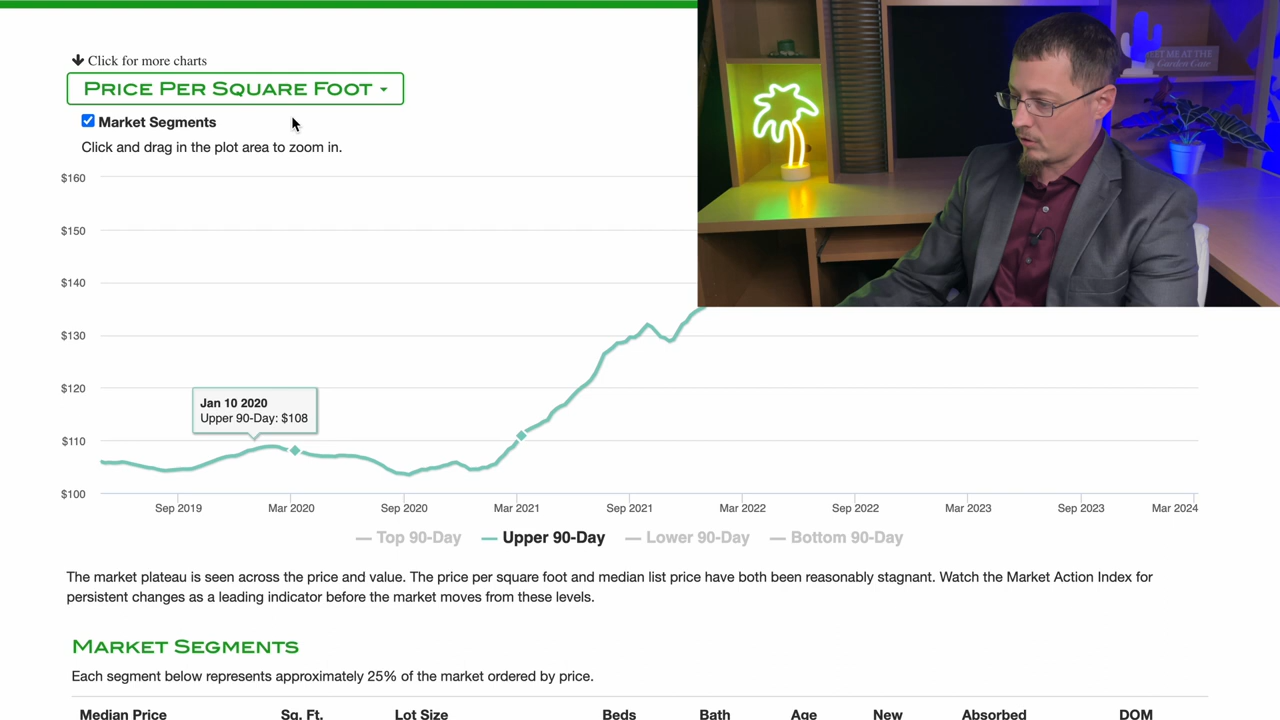 Click for more charts
PRICE PER SQUARE FOOT
Market Segments
Click and drag in the plot area to zoom in.
$160
$150
$140
$130
$120
$110
$100
Jan 10 2020
Upper 90-Day: $108
Sep 2019
Mar 2020
Sep 2020
Mar 2021
Sep 2021
Mar 2022
Sep 2022
Mar 2023
Sep 2023
Mar 2024
Top 90-Day
Upper 90-Day
Lower 90-Day
Bottom 90-Day
The market plateau is seen across the price and value. The price per square foot and median list price have both been reasonably stagnant. Watch the Market Action Index for
persistent changes as a leading indicator before the market moves from these levels.
MARKET SEGMENTS
Each segment below represents approximately 25% of the market ordered by price.
Median Price Sq. Ft. Lot Size Beds Bath Age New Absorbed DOM
ET ME AT THE
Garden Gate